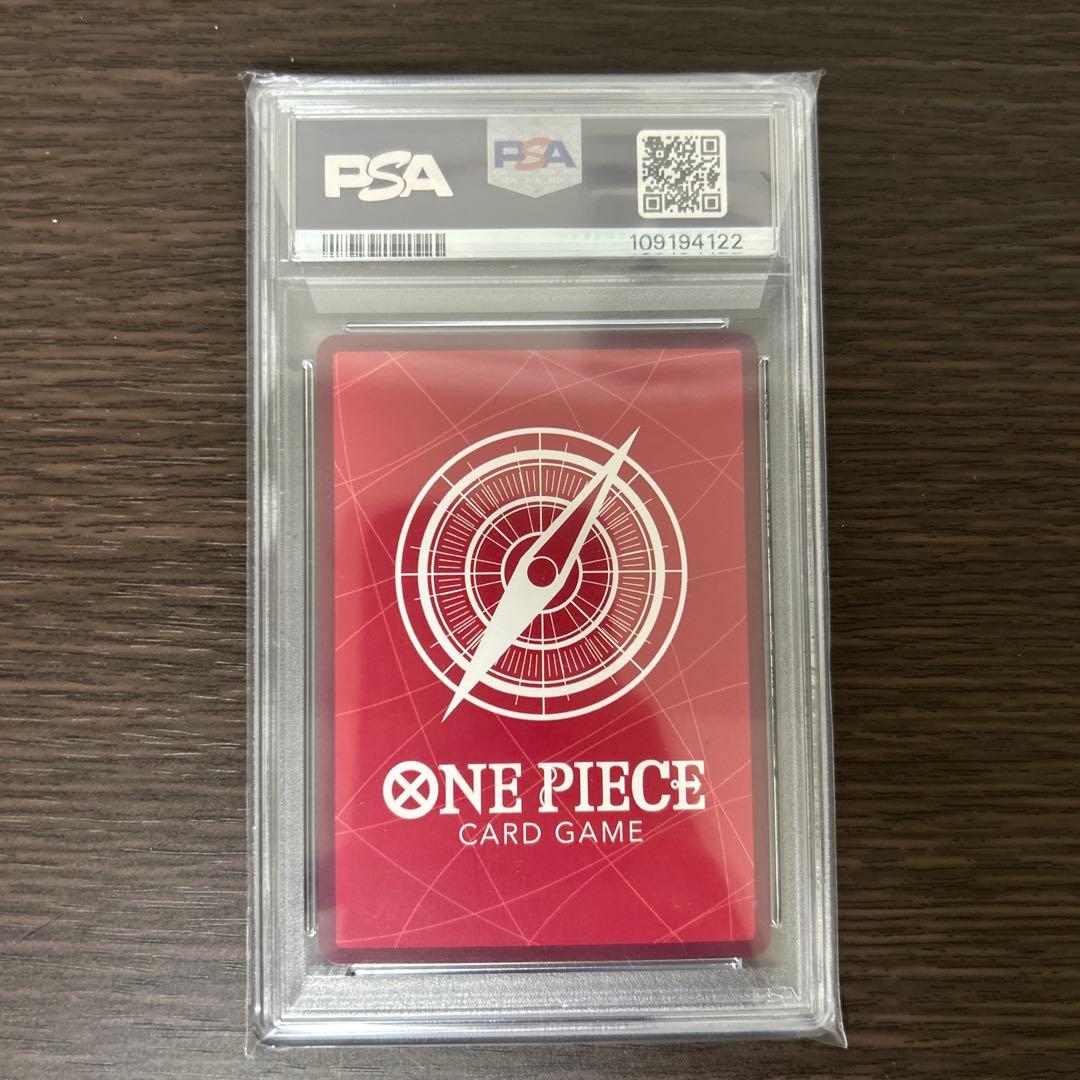 PSA
PSA
109194122
ONE PIECE
CARD GAME